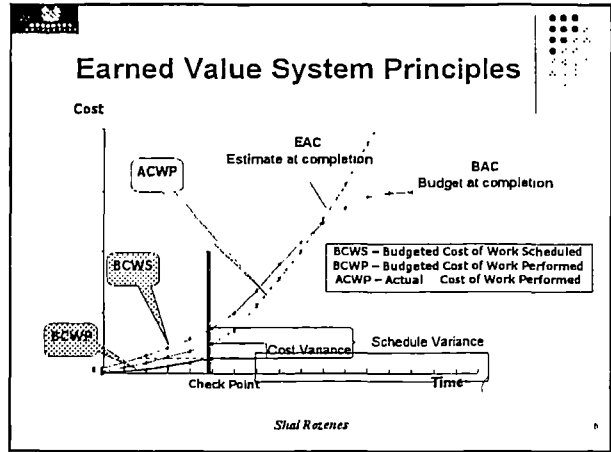 Earned Value System Principles
Cost
EAC
Estimate at completion
BAC
Budget at completion
ACWP
BCWS – Budgeted Cost of Work Scheduled
BCWP – Budgeted Cost of Work Performed
ACWP – Actual Cost of Work Performed
BCWS
BCWP
Cost Variance
Schedule Variance
Check Point
Time
Shai Rozenes